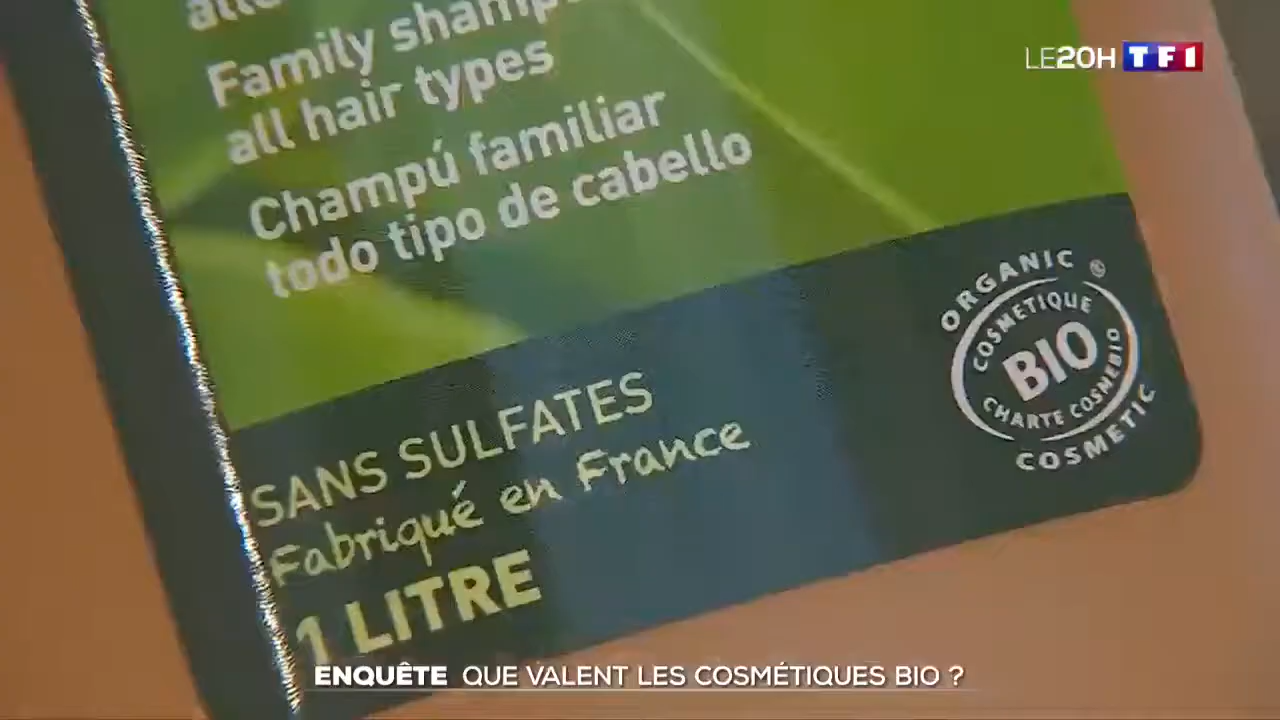 Family
all hair types
Champú familiar
todo tipo de cabello
LE20H TF1
ORGANIC ®
COSMETIQUE
BIO
CHARTE COSMEBIO
COSMETIC
SANS SULFATES
Fabriqué en France
1 LITRE
ENQUÊTE QUE VALENT LES COSMÉTIQUES BIO ?